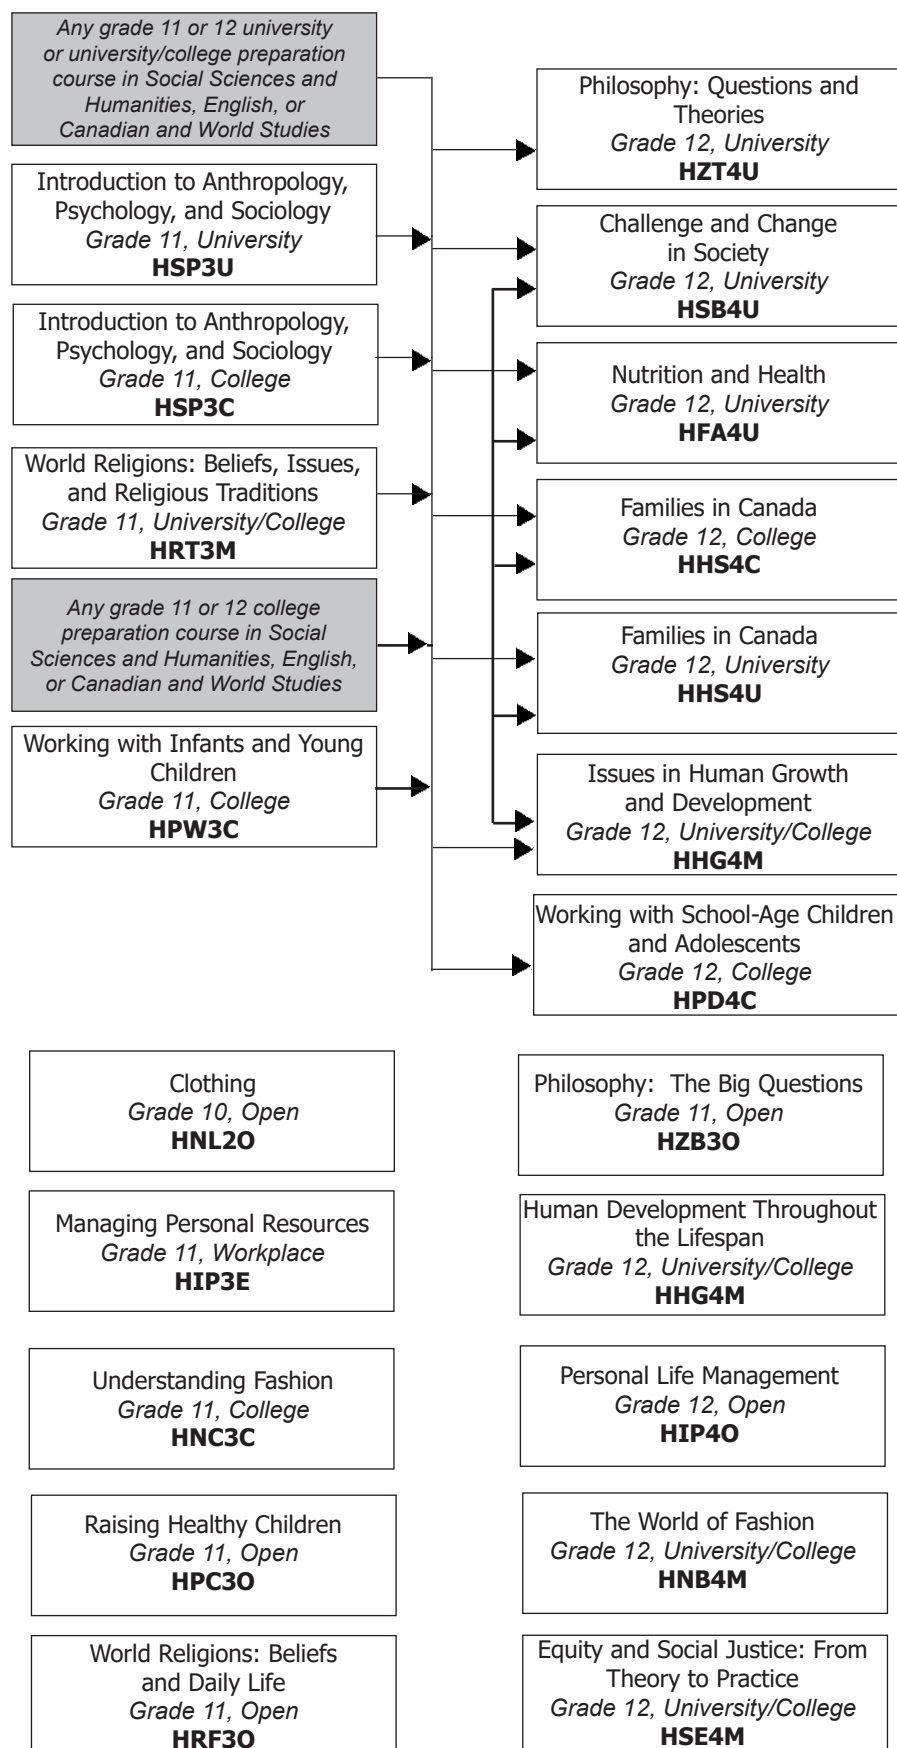 Any grade 11 or 12 university
or university/college preparation
course in Social Sciences and
Humanities, English, or
Canadian and World Studies
Introduction to Anthropology,
Psychology, and Sociology
Grade 11, University
HSP3U
Introduction to Anthropology,
Psychology, and Sociology
Grade 11, College
HSP3C
World Religions: Beliefs, Issues,
and Religious Traditions
Grade 11, University/College
HRT3M
Any grade 11 or 12 college
preparation course in Social
Sciences and Humanities, English,
or Canadian and World Studies
Working with Infants and Young
Children
Grade 11, College
HPW3C
Philosophy: Questions and
Theories
Grade 12, University
HZT4U
Challenge and Change
in Society
Grade 12, University
HSB4U
Nutrition and Health
Grade 12, University
HFA4U
Families in Canada
Grade 12, College
HHS4C
Families in Canada
Grade 12, University
HHS4U
Issues in Human Growth
and Development
Grade 12, University/College
HHG4M
Working with School-Age Children
and Adolescents
Grade 12, College
HPD4C
Clothing
Grade 10, Open
HNL2O
Philosophy: The Big Questions
Grade 11, Open
HZB3O
Managing Personal Resources
Grade 11, Workplace
HIP3E
Human Development Throughout
the Lifespan
Grade 12, University/College
HHG4M
Understanding Fashion
Grade 11, College
HNC3C
Personal Life Management
Grade 12, Open
HIP4O
Raising Healthy Children
Grade 11, Open
HPC3O
The World of Fashion
Grade 12, University/College
HNB4M
World Religions: Beliefs
and Daily Life
Grade 11, Open
HRF3O
Equity and Social Justice: From
Theory to Practice
Grade 12, University/College
HSE4M